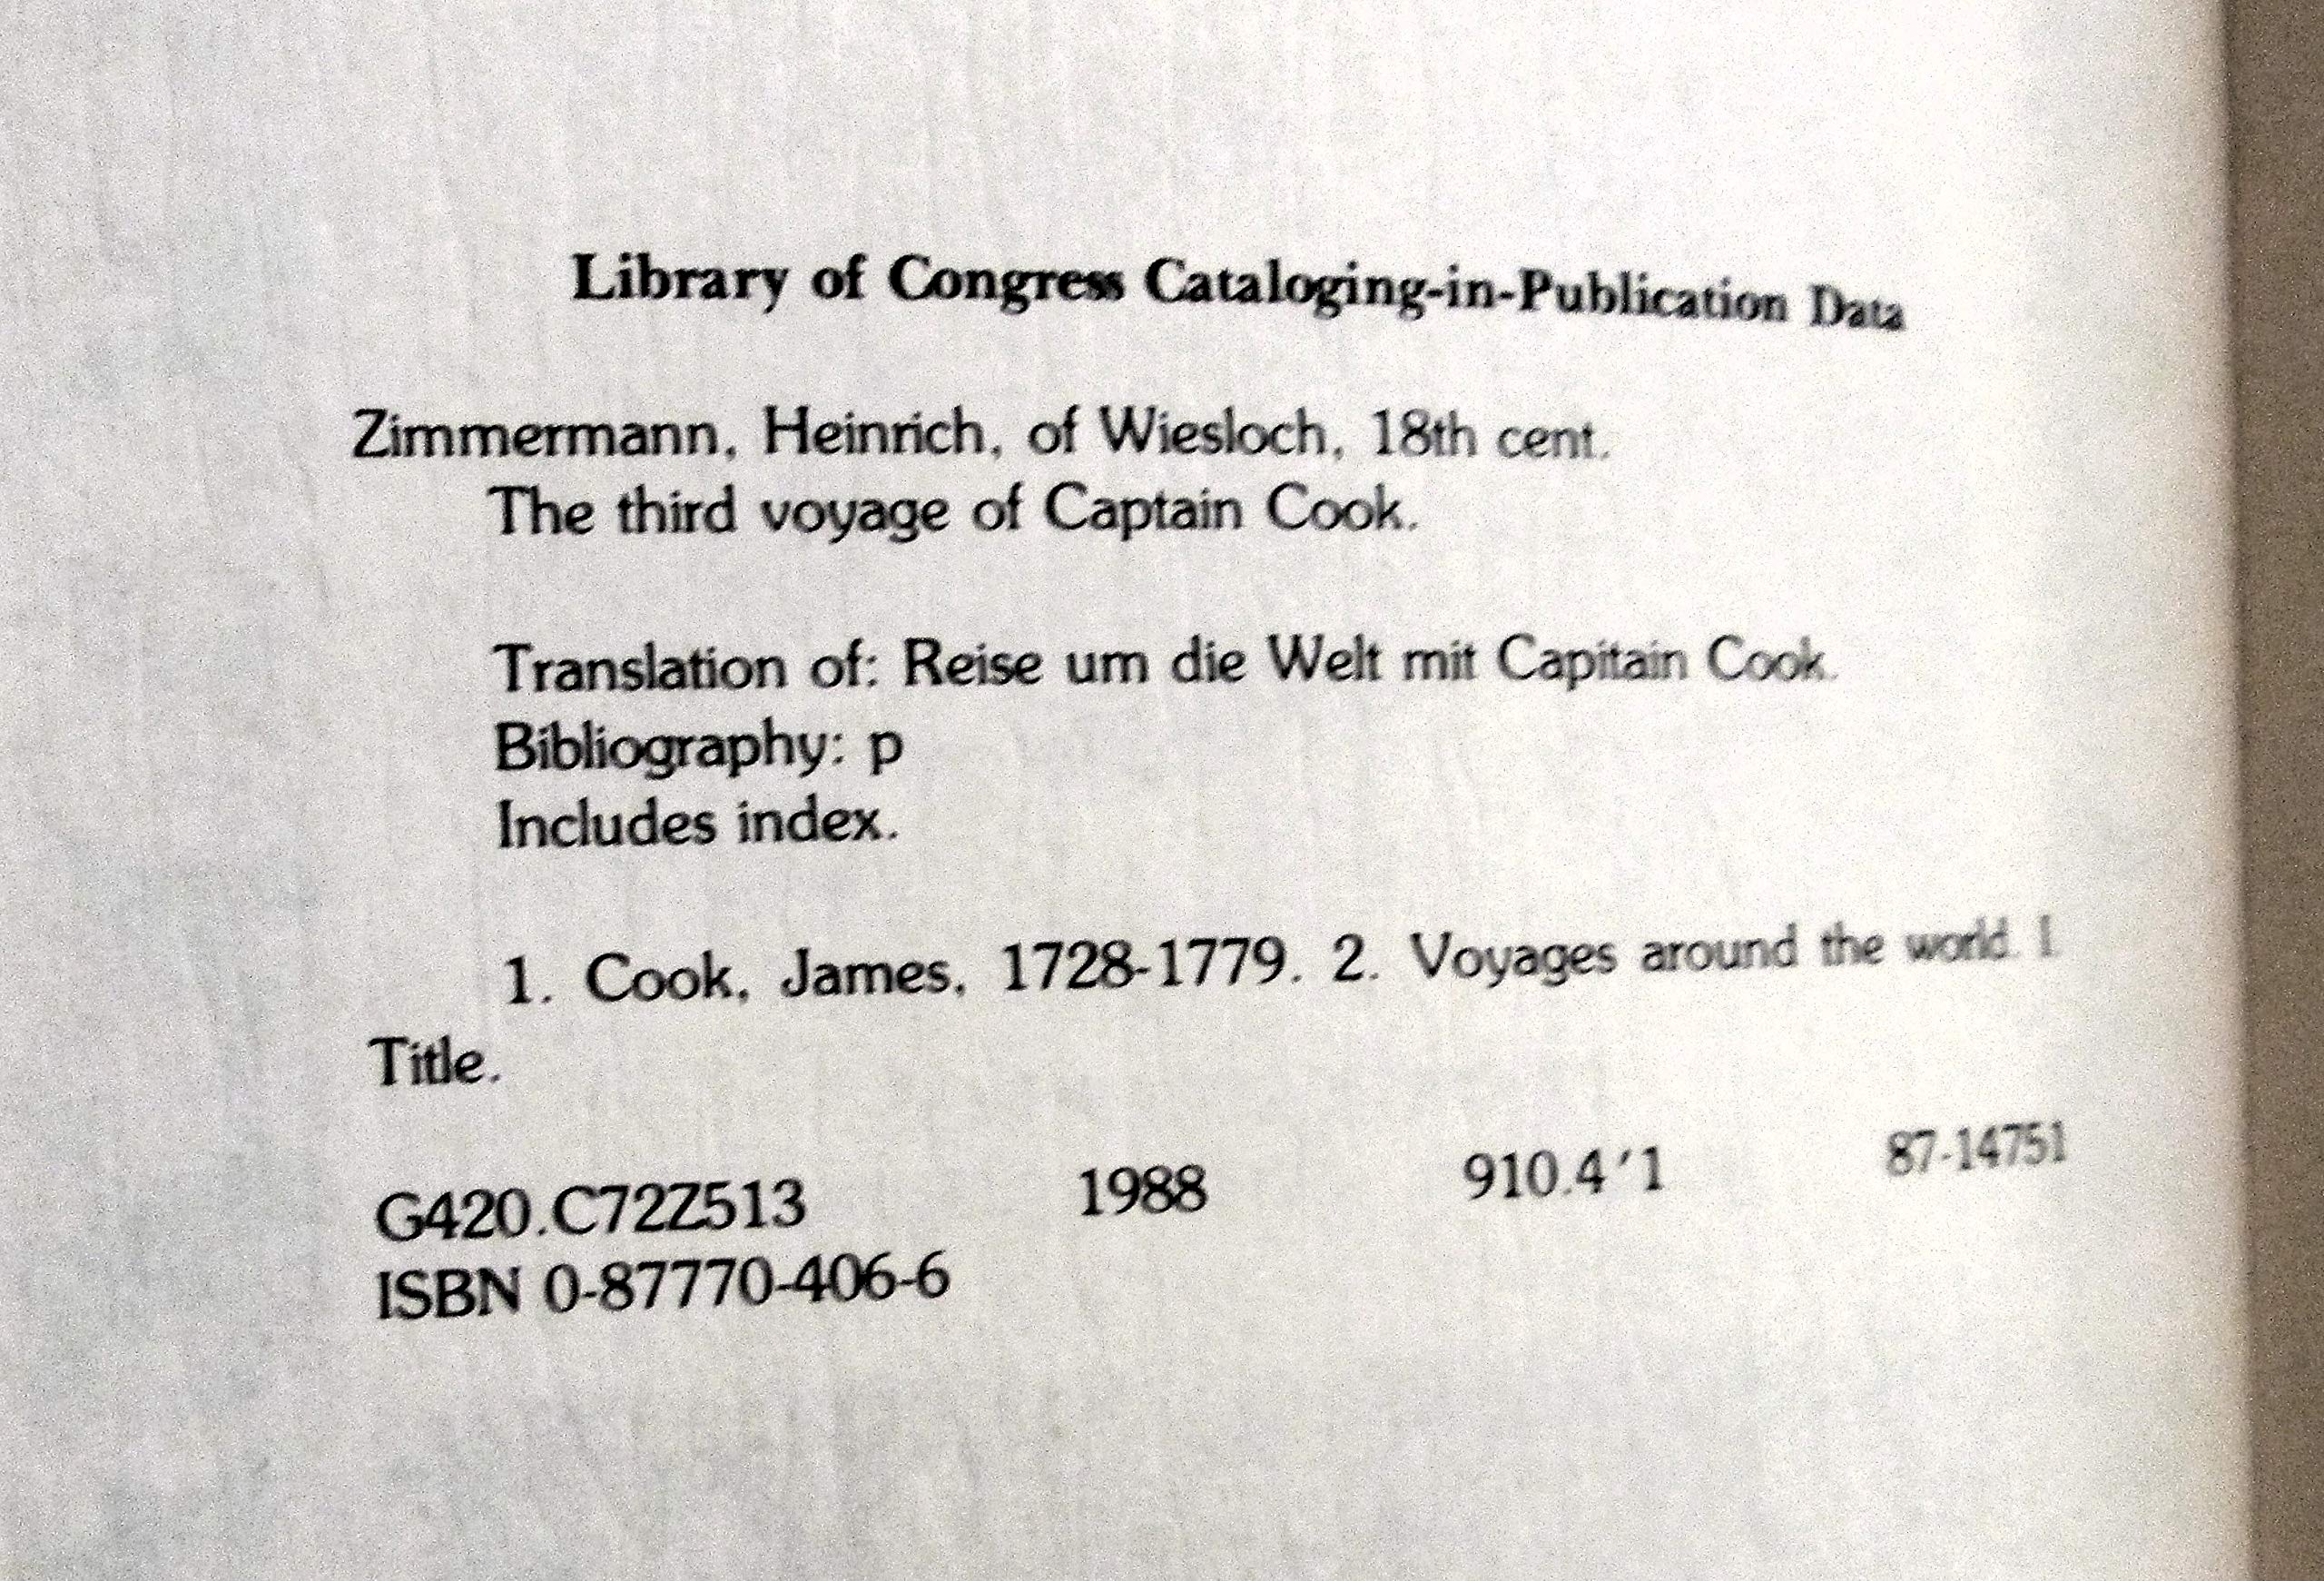 Library of Congress Cataloging-in-Publication Data
Zimmermann, Heinrich, of Wiesloch, 18th cent.
The third voyage of Captain Cook.
Translation of: Reise um die Welt mit Capitain Cook.
Bibliography: p
Includes index.
1. Cook, James, 1728-1779. 2. Voyages around the world. I.
Title.
G420.C72Z513 1988 910.4'1 87-14751
ISBN 0-87770-406-6